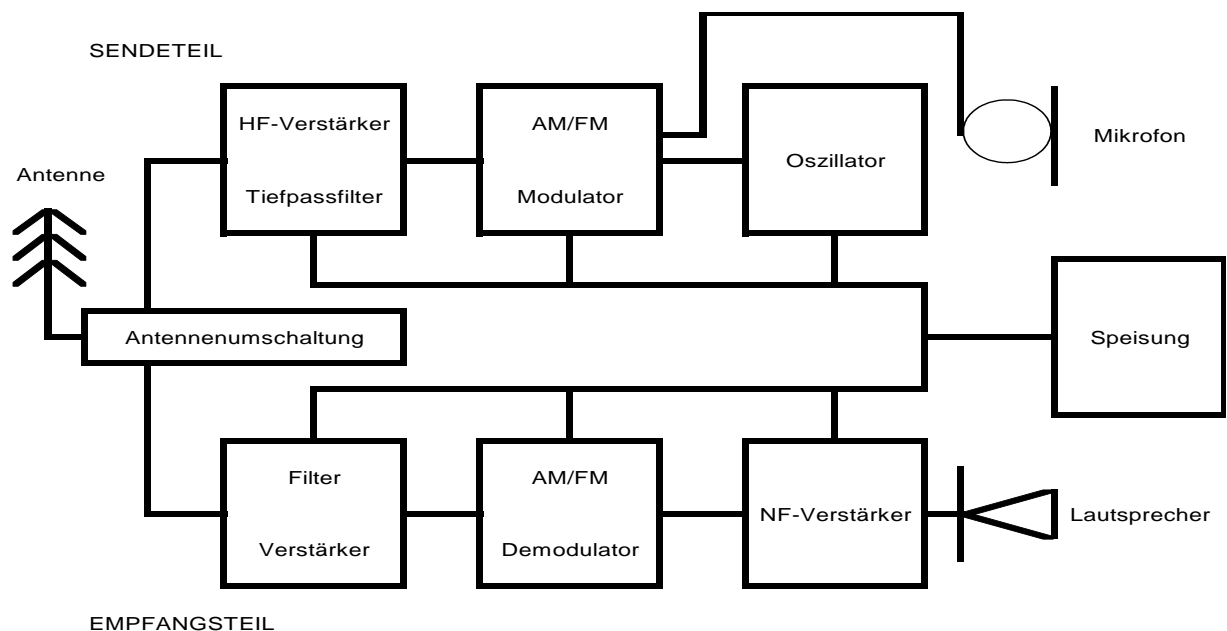 SENDETEIL
HF-Verstärker
Tiefpassfilter
AM/FM
Modulator
Oszillator
Mikrofon
Antenne
Antennenumschaltung
Speisung
Filter
Verstärker
AM/FM
Demodulator
NF-Verstärker
Lautsprecher
EMPFANGSTEIL